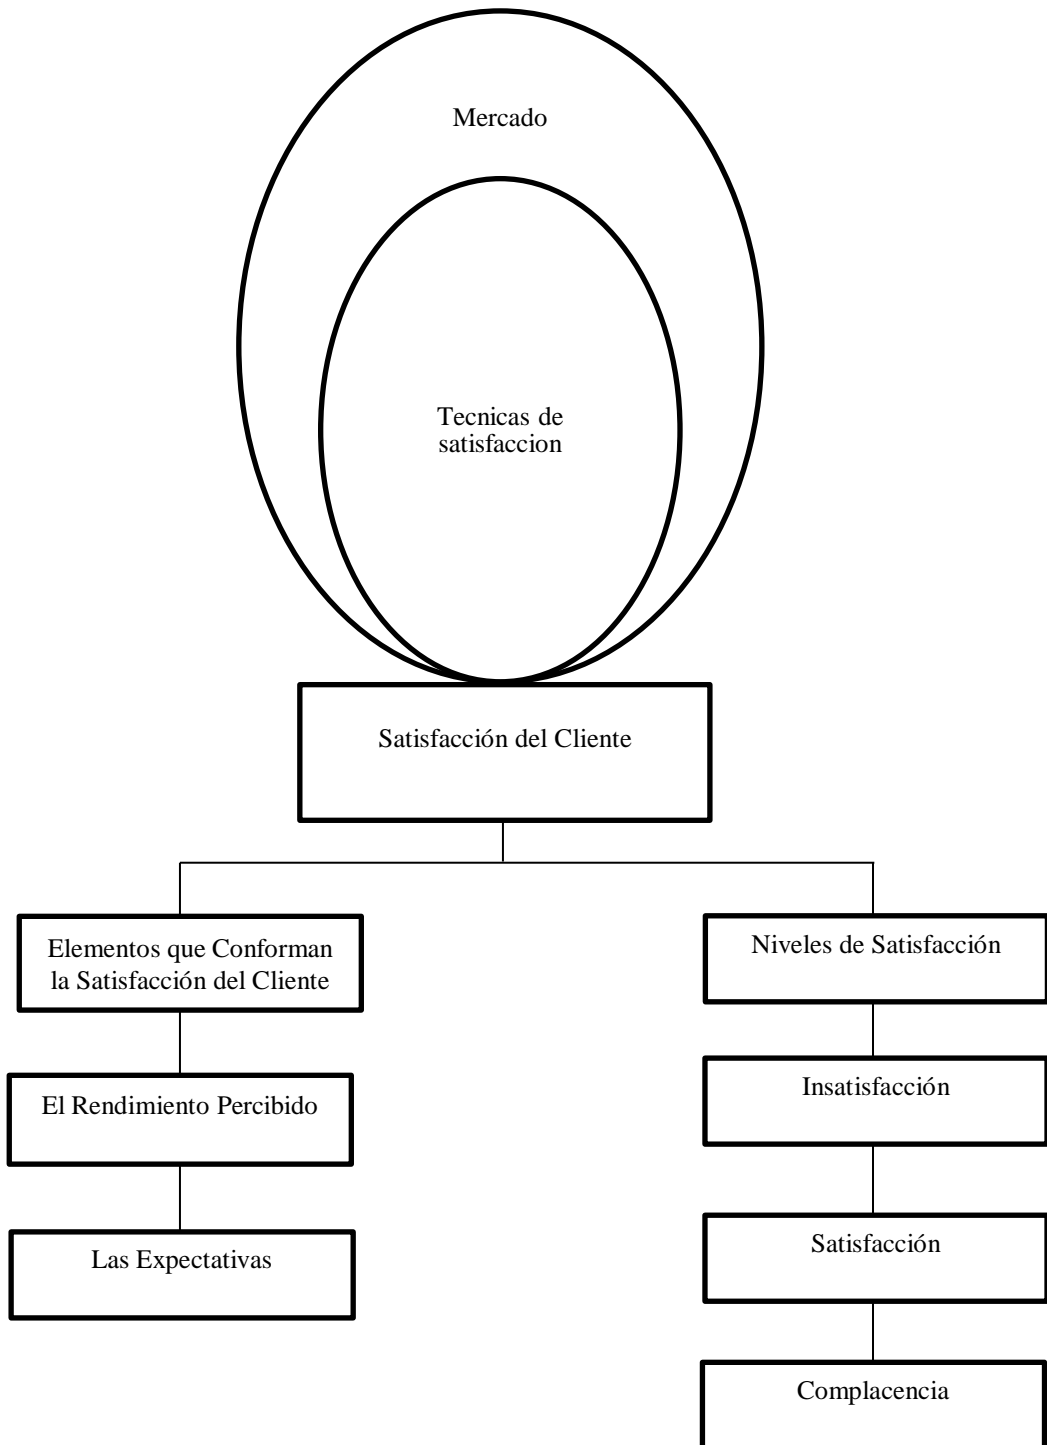 Mercado
Tecnicas de
satisfaccion
Satisfacción del Cliente
Elementos que Conforman
la Satisfacción del Cliente
El Rendimiento Percibido
Las Expectativas
Niveles de Satisfacción
Insatisfacción
Satisfacción
Complacencia